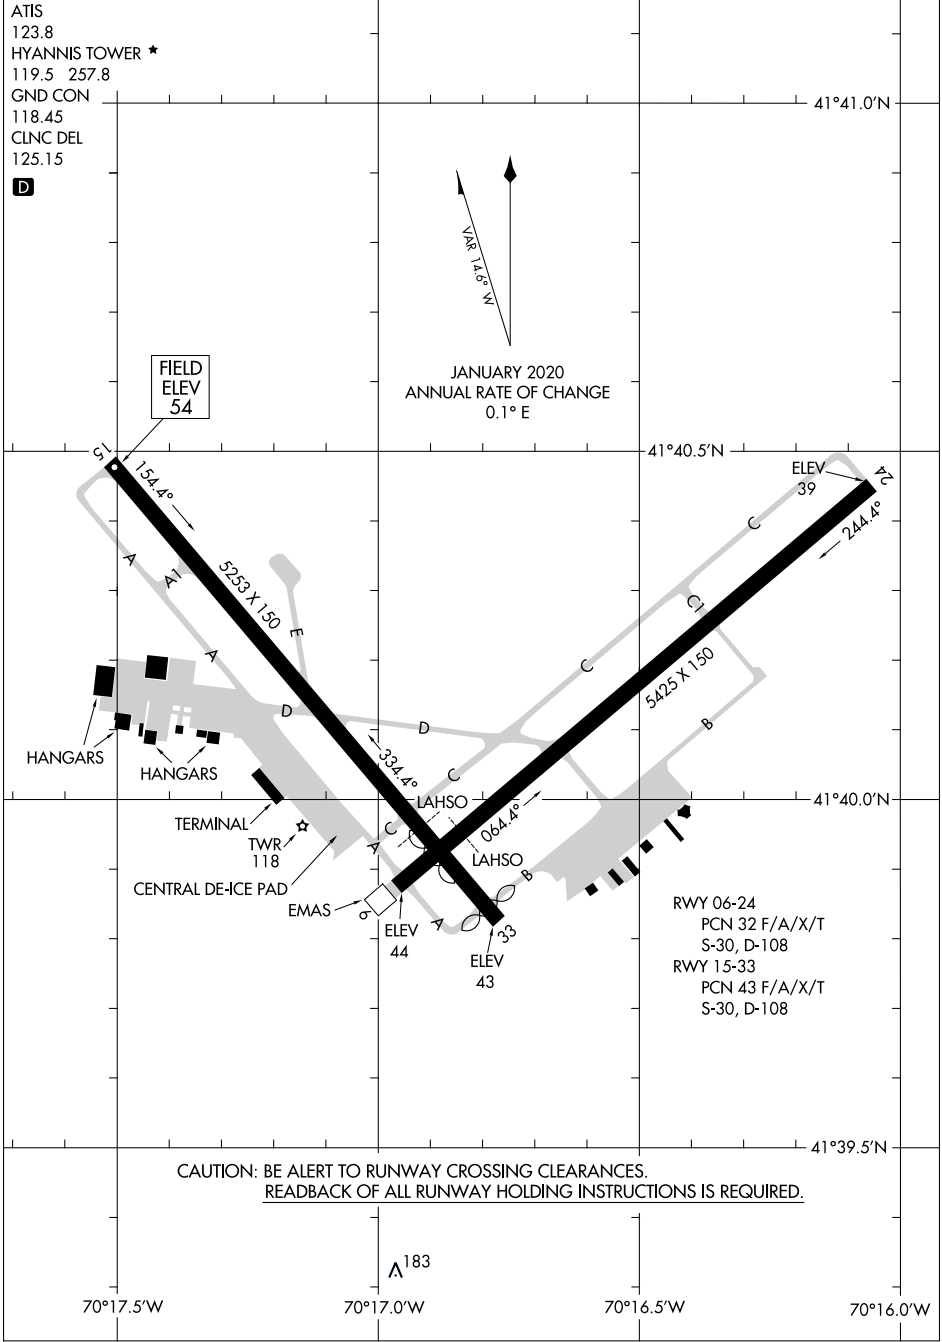 ATIS
123.8
HYANNIS TOWER ★
119.5 257.8
GND CON
118.45
CLNC DEL
125.15
D
41°41.0'N
VAR 14.6° W
JANUARY 2020
ANNUAL RATE OF CHANGE
0.1° E
FIELD
ELEV
54
41°40.5'N
15
154.4°
ELEV
39
24
244.4°
C
A
A1
5253 X 150
E
C1
A
C
5425 X 150
D
D
B
HANGARS
HANGARS
334.4°
C
LAHSO
41°40.0'N
TERMINAL
TWR
118
C
A
064.4°
LAHSO
CENTRAL DE-ICE PAD
B
EMAS
6
ELEV
44
A
33
ELEV
43
RWY 06-24
PCN 32 F/A/X/T
S-30, D-108
RWY 15-33
PCN 43 F/A/X/T
S-30, D-108
41°39.5'N
CAUTION: BE ALERT TO RUNWAY CROSSING CLEARANCES.
READBACK OF ALL RUNWAY HOLDING INSTRUCTIONS IS REQUIRED.
183
70°17.5'W
70°17.0'W
70°16.5'W
70°16.0'W